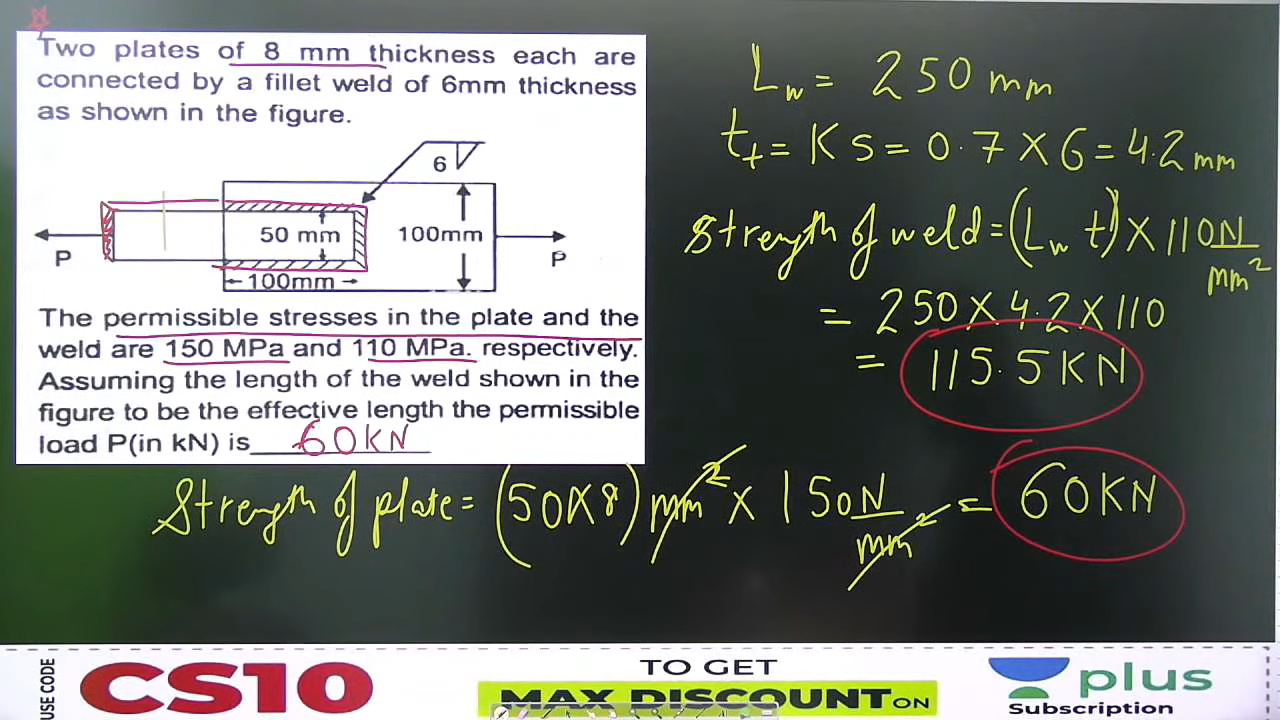 Two plates of 8 mm thickness each are
connected by a fillet weld of 6mm thickness
as shown in the figure.
6
50 mm
100mm
P
P
100mm
The permissible stresses in the plate and the
weld are 150 MPa and 110 MPa. respectively.
Assuming the length of the weld shown in the
figure to be the effective length the permissible
load P(in kN) is 60KN
Lw = 250 mm
tt = KS = 0.7 X 6 = 4.2 mm
Strength of weld = (Lw t) X 110 N/mm²
= 250 X 4.2 X 110
= 115.5 KN
Strength of plate = (50X8) mm² X 150 N/mm² = 60KN
USE CODE
CS10
TO GET
MAX DISCOUNT ON
plus
Subscription